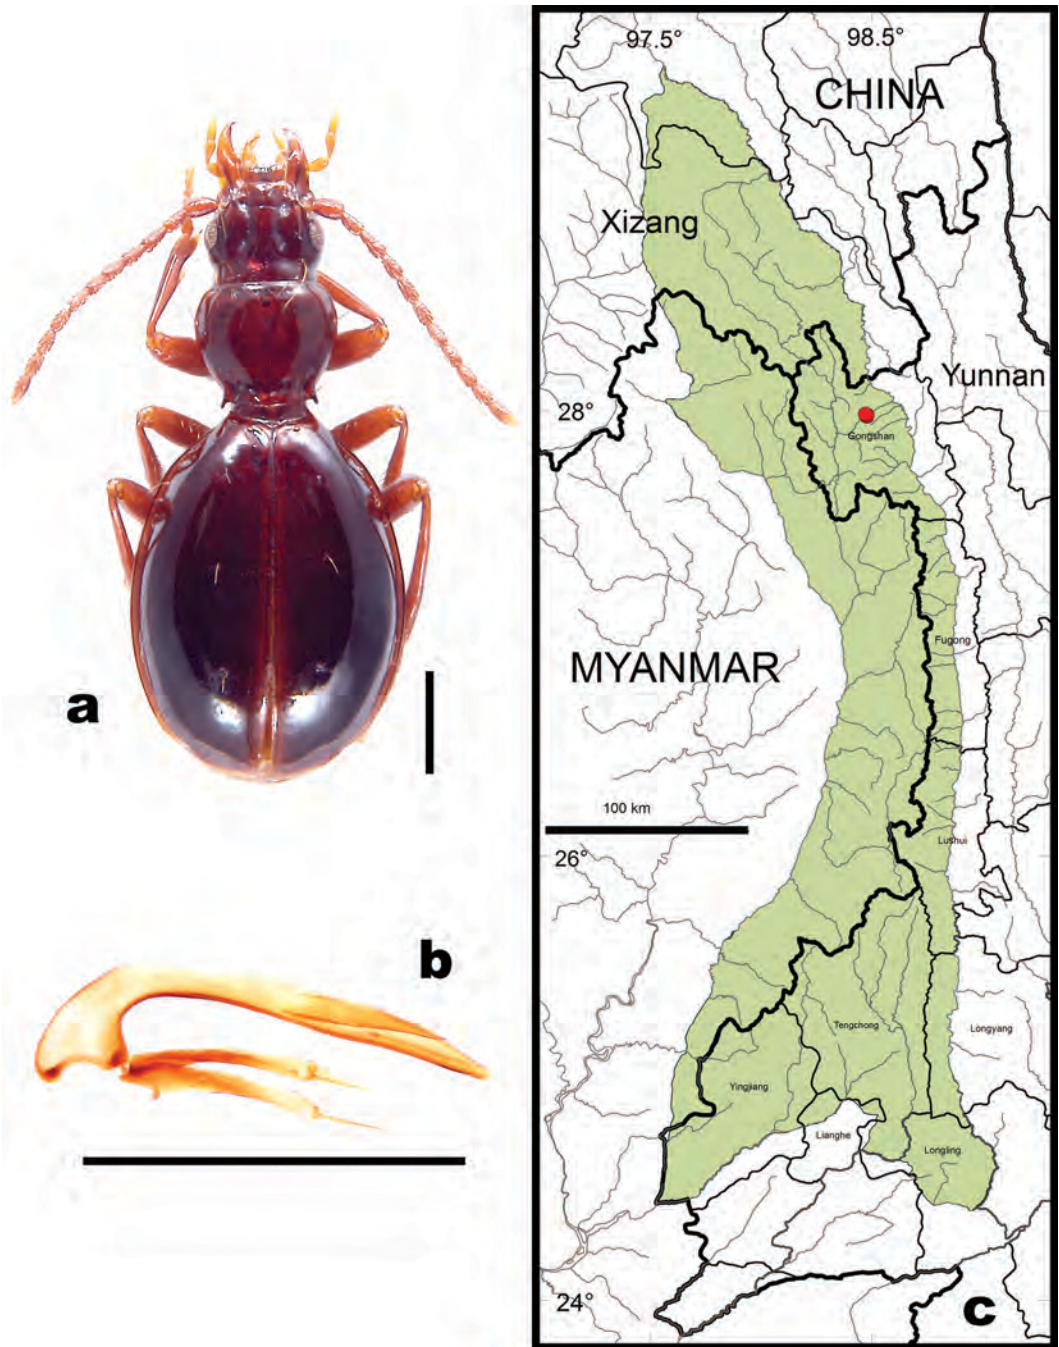 97.5°
98.5°
CHINA
Xizang
Yunnan
28°
Gongshan
a
Fugong
MYANMAR
100 km
Lushui
26°
b
Tengchong
Longyang
Yingjiang
Lianghe
Longling
24°
c